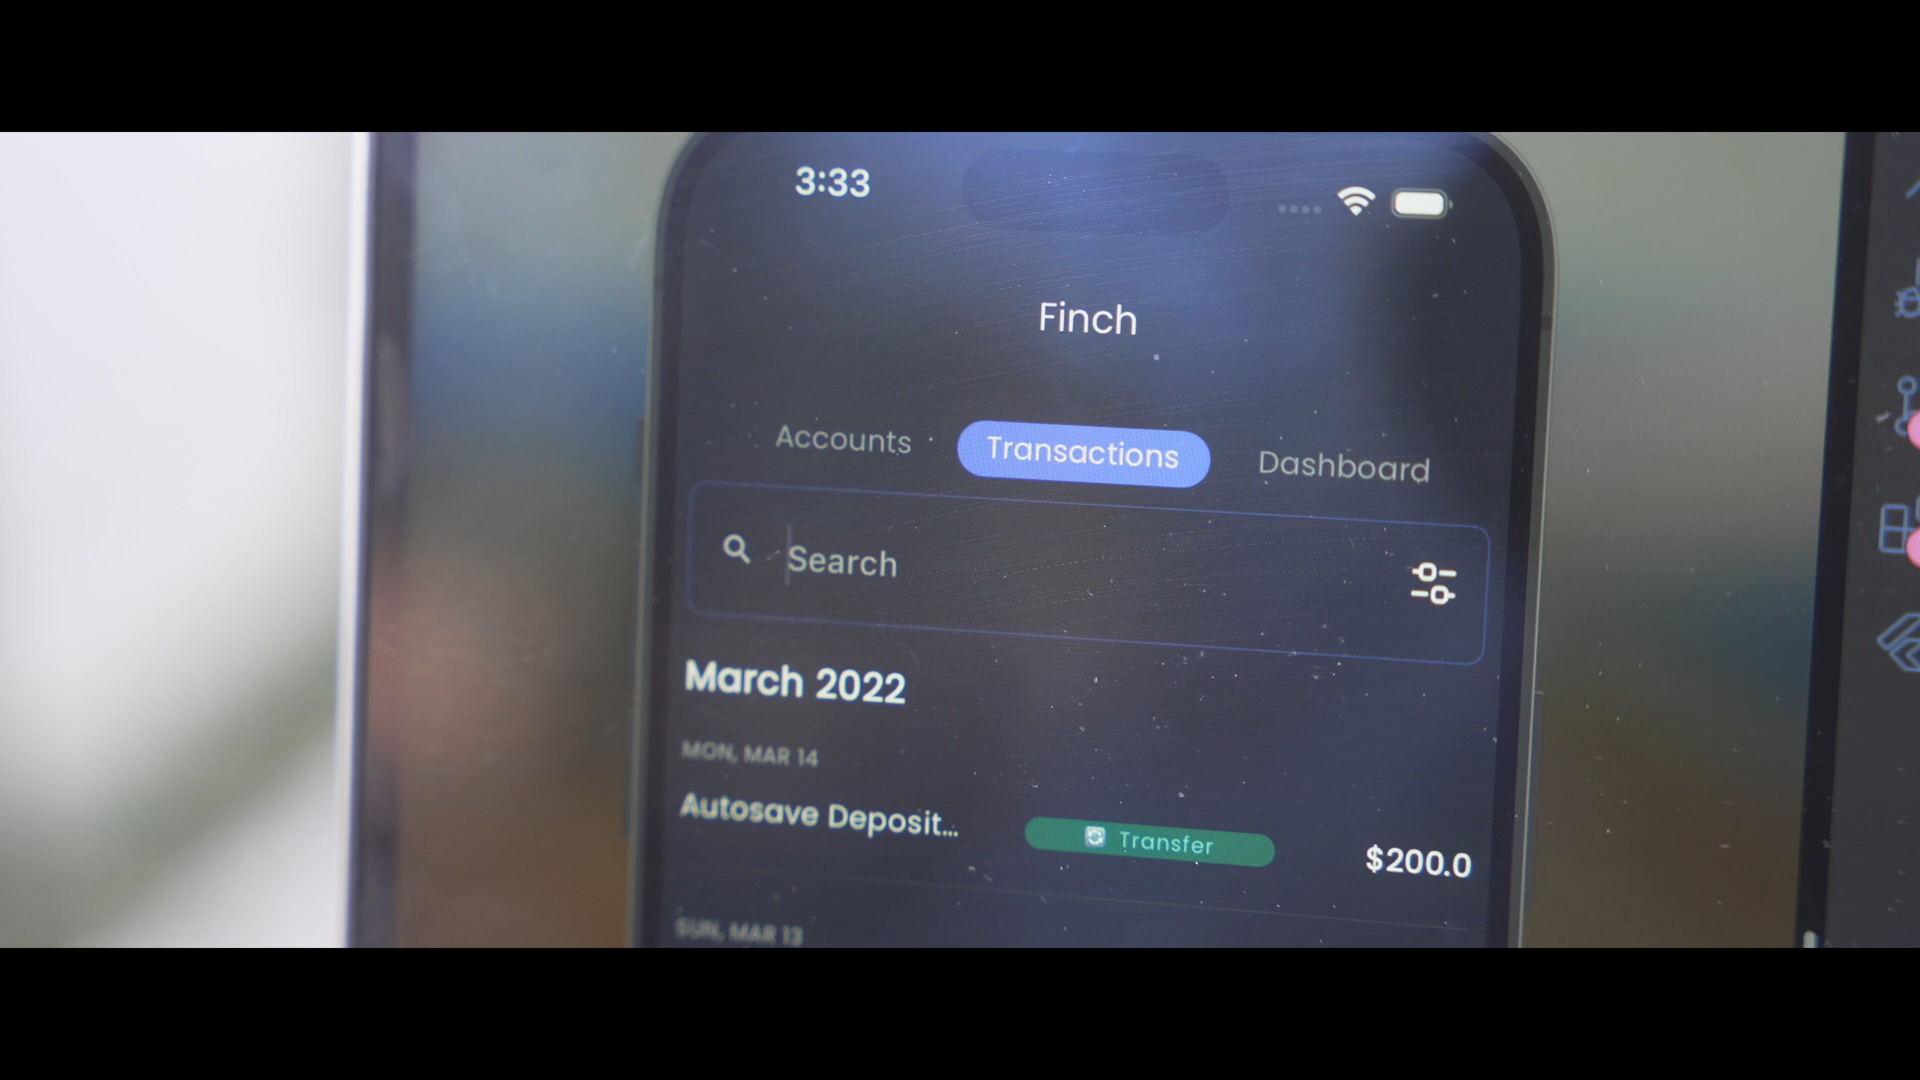 3:33
Finch
Accounts
Transactions
Dashboard
Search
March 2022
MON, MAR 14
Autosave Deposit...
Transfer
$200.0
SUN, MAR 13